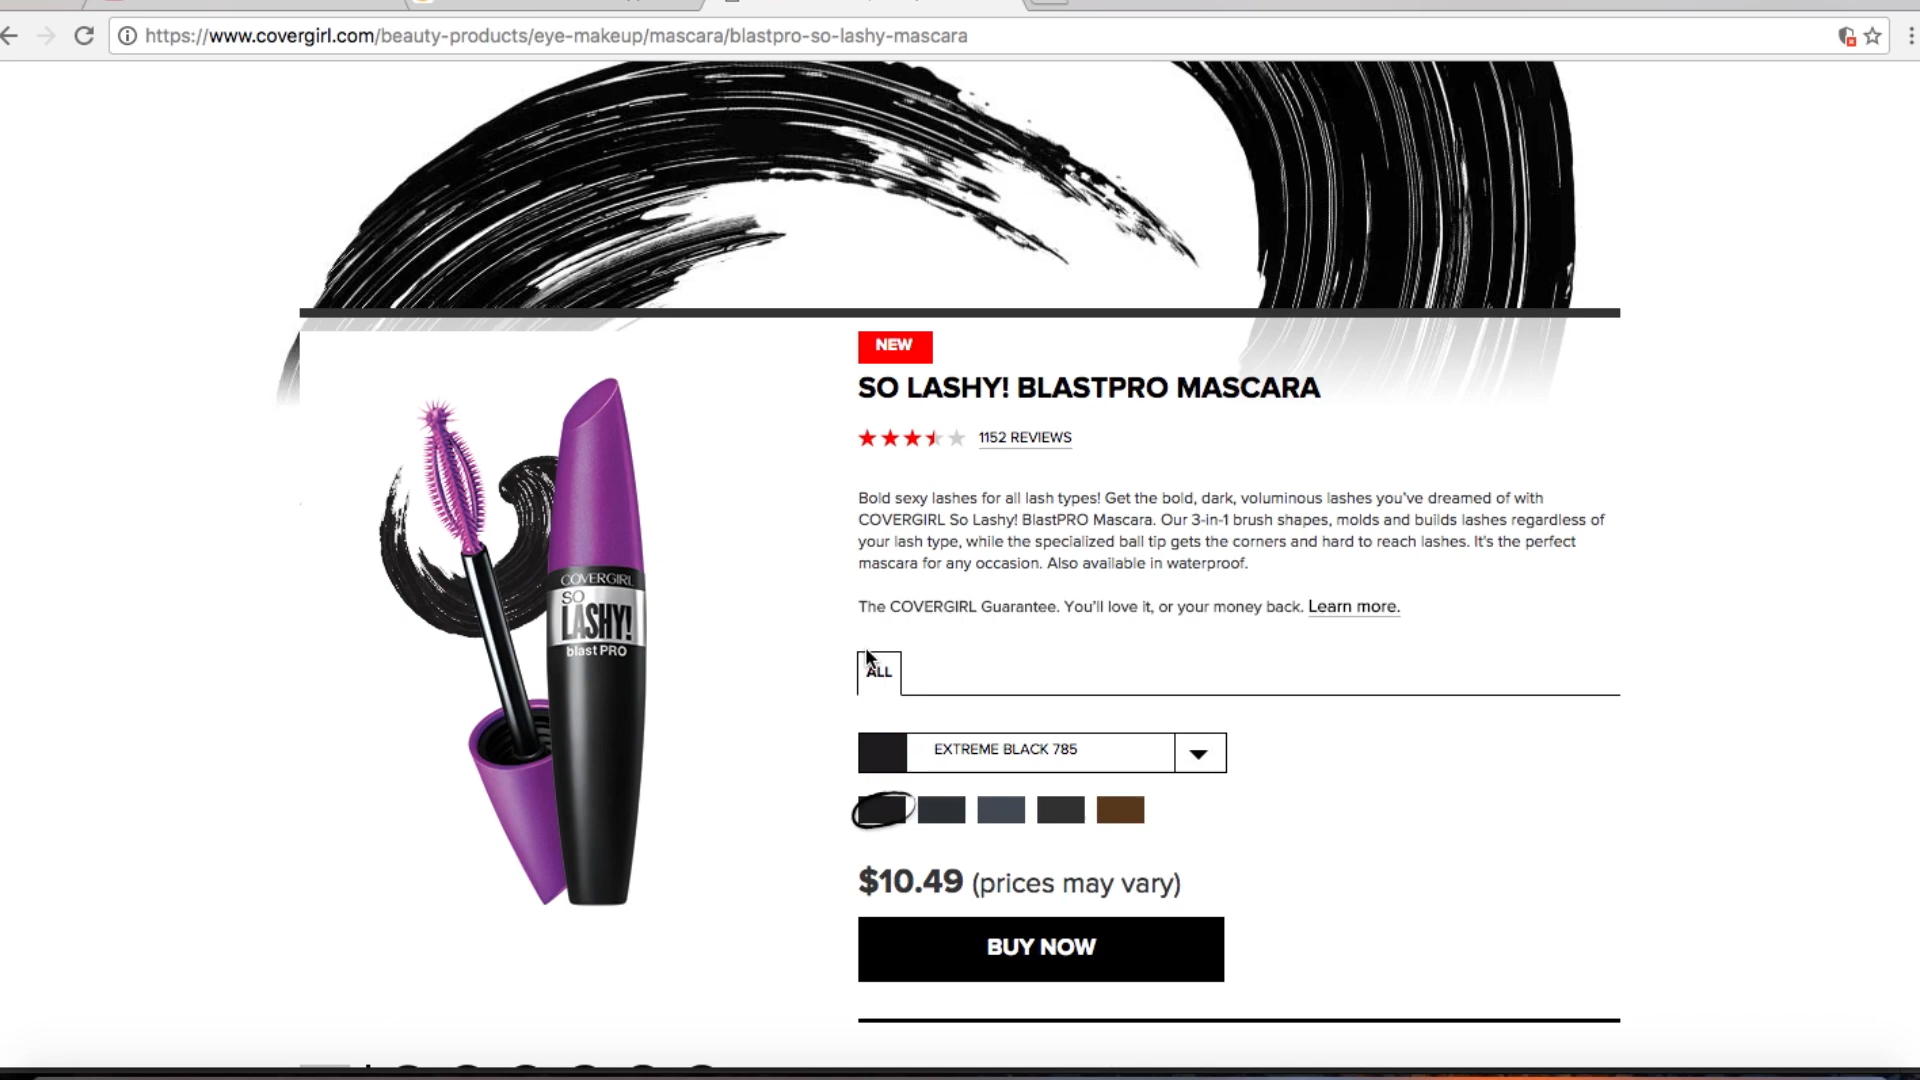 https://www.covergirl.com/beauty-products/eye-makeup/mascara/blastpro-so-lashy-mascara
NEW
SO LASHY! BLASTPRO MASCARA
1152 REVIEWS
Bold sexy lashes for all lash types! Get the bold, dark, voluminous lashes you've dreamed of with
COVERGIRL So Lashy! BlastPRO Mascara. Our 3-in-1 brush shapes, molds and builds lashes regardless of
your lash type, while the specialized ball tip gets the corners and hard to reach lashes. It's the perfect
mascara for any occasion. Also available in waterproof.
The COVERGIRL Guarantee. You'll love it, or your money back. Learn more.
COVERGIRL
SO
LASHY!
blastPRO
ALL
EXTREME BLACK 785
$10.49 (prices may vary)
BUY NOW